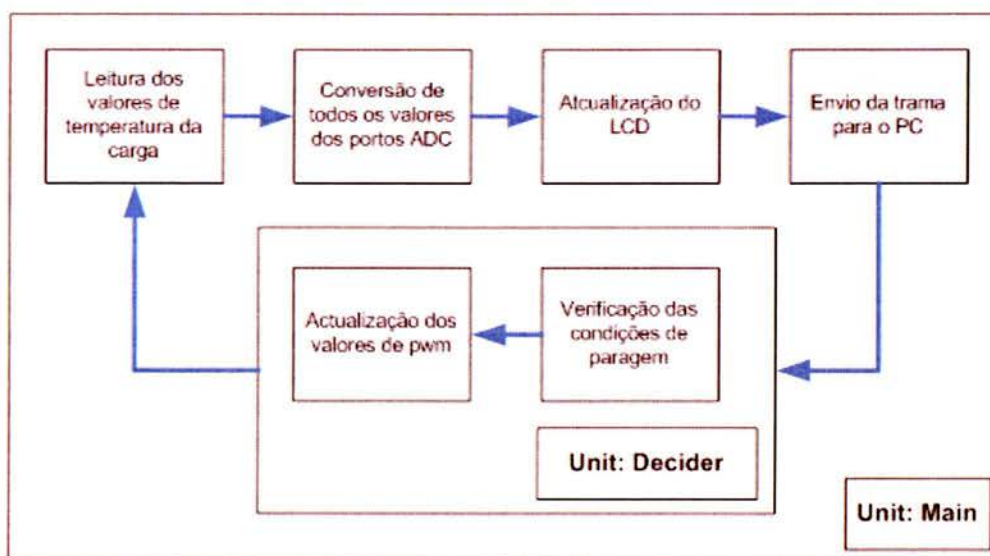 Leitura dos
valores de
temperatura da
carga
Conversão de
todos os valores
dos portos ADC
Atcualização do
LCD
Envio da trama
para o PC
Actualização dos
valores de pwm
Verificação das
condições de
paragem
Unit: Decider
Unit: Main